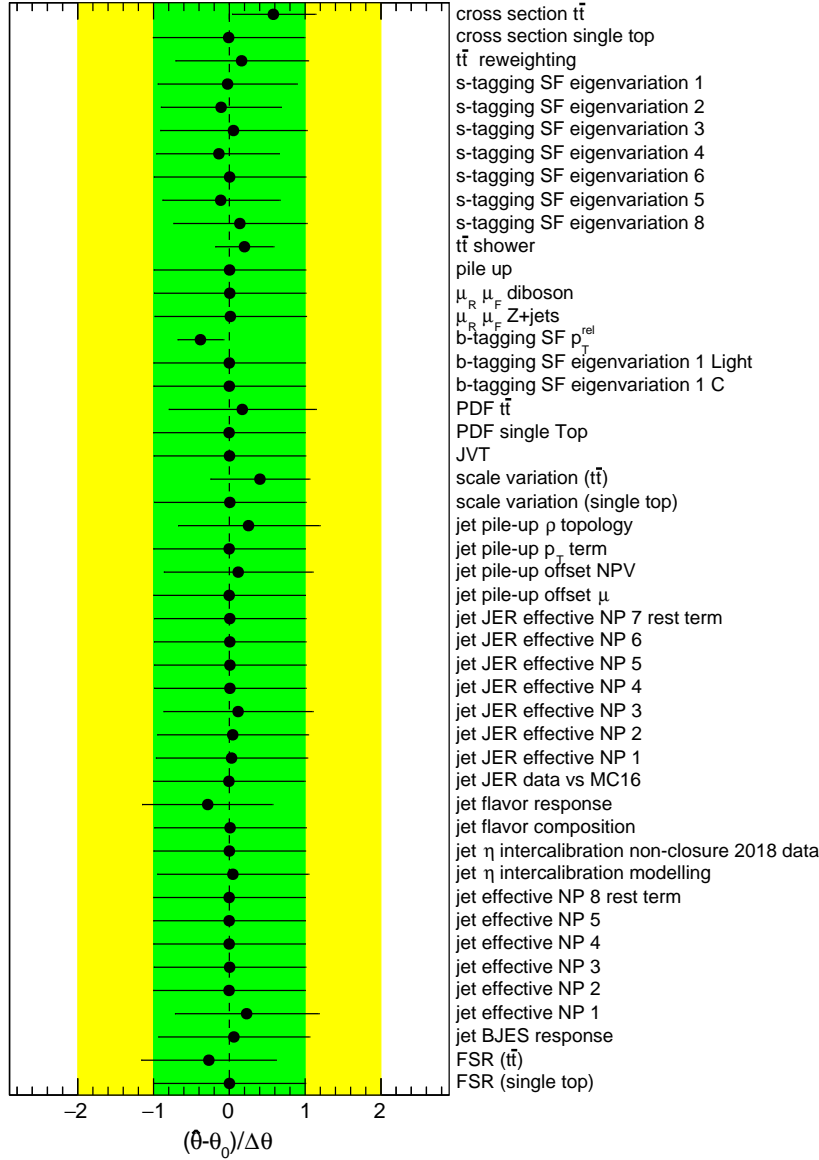 cross section tt̄
cross section single top
tt̄ reweighting
s-tagging SF eigenvariation 1
s-tagging SF eigenvariation 2
s-tagging SF eigenvariation 3
s-tagging SF eigenvariation 4
s-tagging SF eigenvariation 6
s-tagging SF eigenvariation 5
s-tagging SF eigenvariation 8
tt̄ shower
pile up
μ_R μ_F diboson
μ_R μ_F Z+jets
b-tagging SF p_T^rel
b-tagging SF eigenvariation 1 Light
b-tagging SF eigenvariation 1 C
PDF tt̄
PDF single Top
JVT
scale variation (tt̄)
scale variation (single top)
jet pile-up ρ topology
jet pile-up p_T term
jet pile-up offset NPV
jet pile-up offset μ
jet JER effective NP 7 rest term
jet JER effective NP 6
jet JER effective NP 5
jet JER effective NP 4
jet JER effective NP 3
jet JER effective NP 2
jet JER effective NP 1
jet JER data vs MC16
jet flavor response
jet flavor composition
jet η intercalibration non-closure 2018 data
jet η intercalibration modelling
jet effective NP 8 rest term
jet effective NP 5
jet effective NP 4
jet effective NP 3
jet effective NP 2
jet effective NP 1
jet BJES response
FSR (tt̄)
FSR (single top)
−2 −1 0 1 2
(θ̂-θ_0)/Δθ